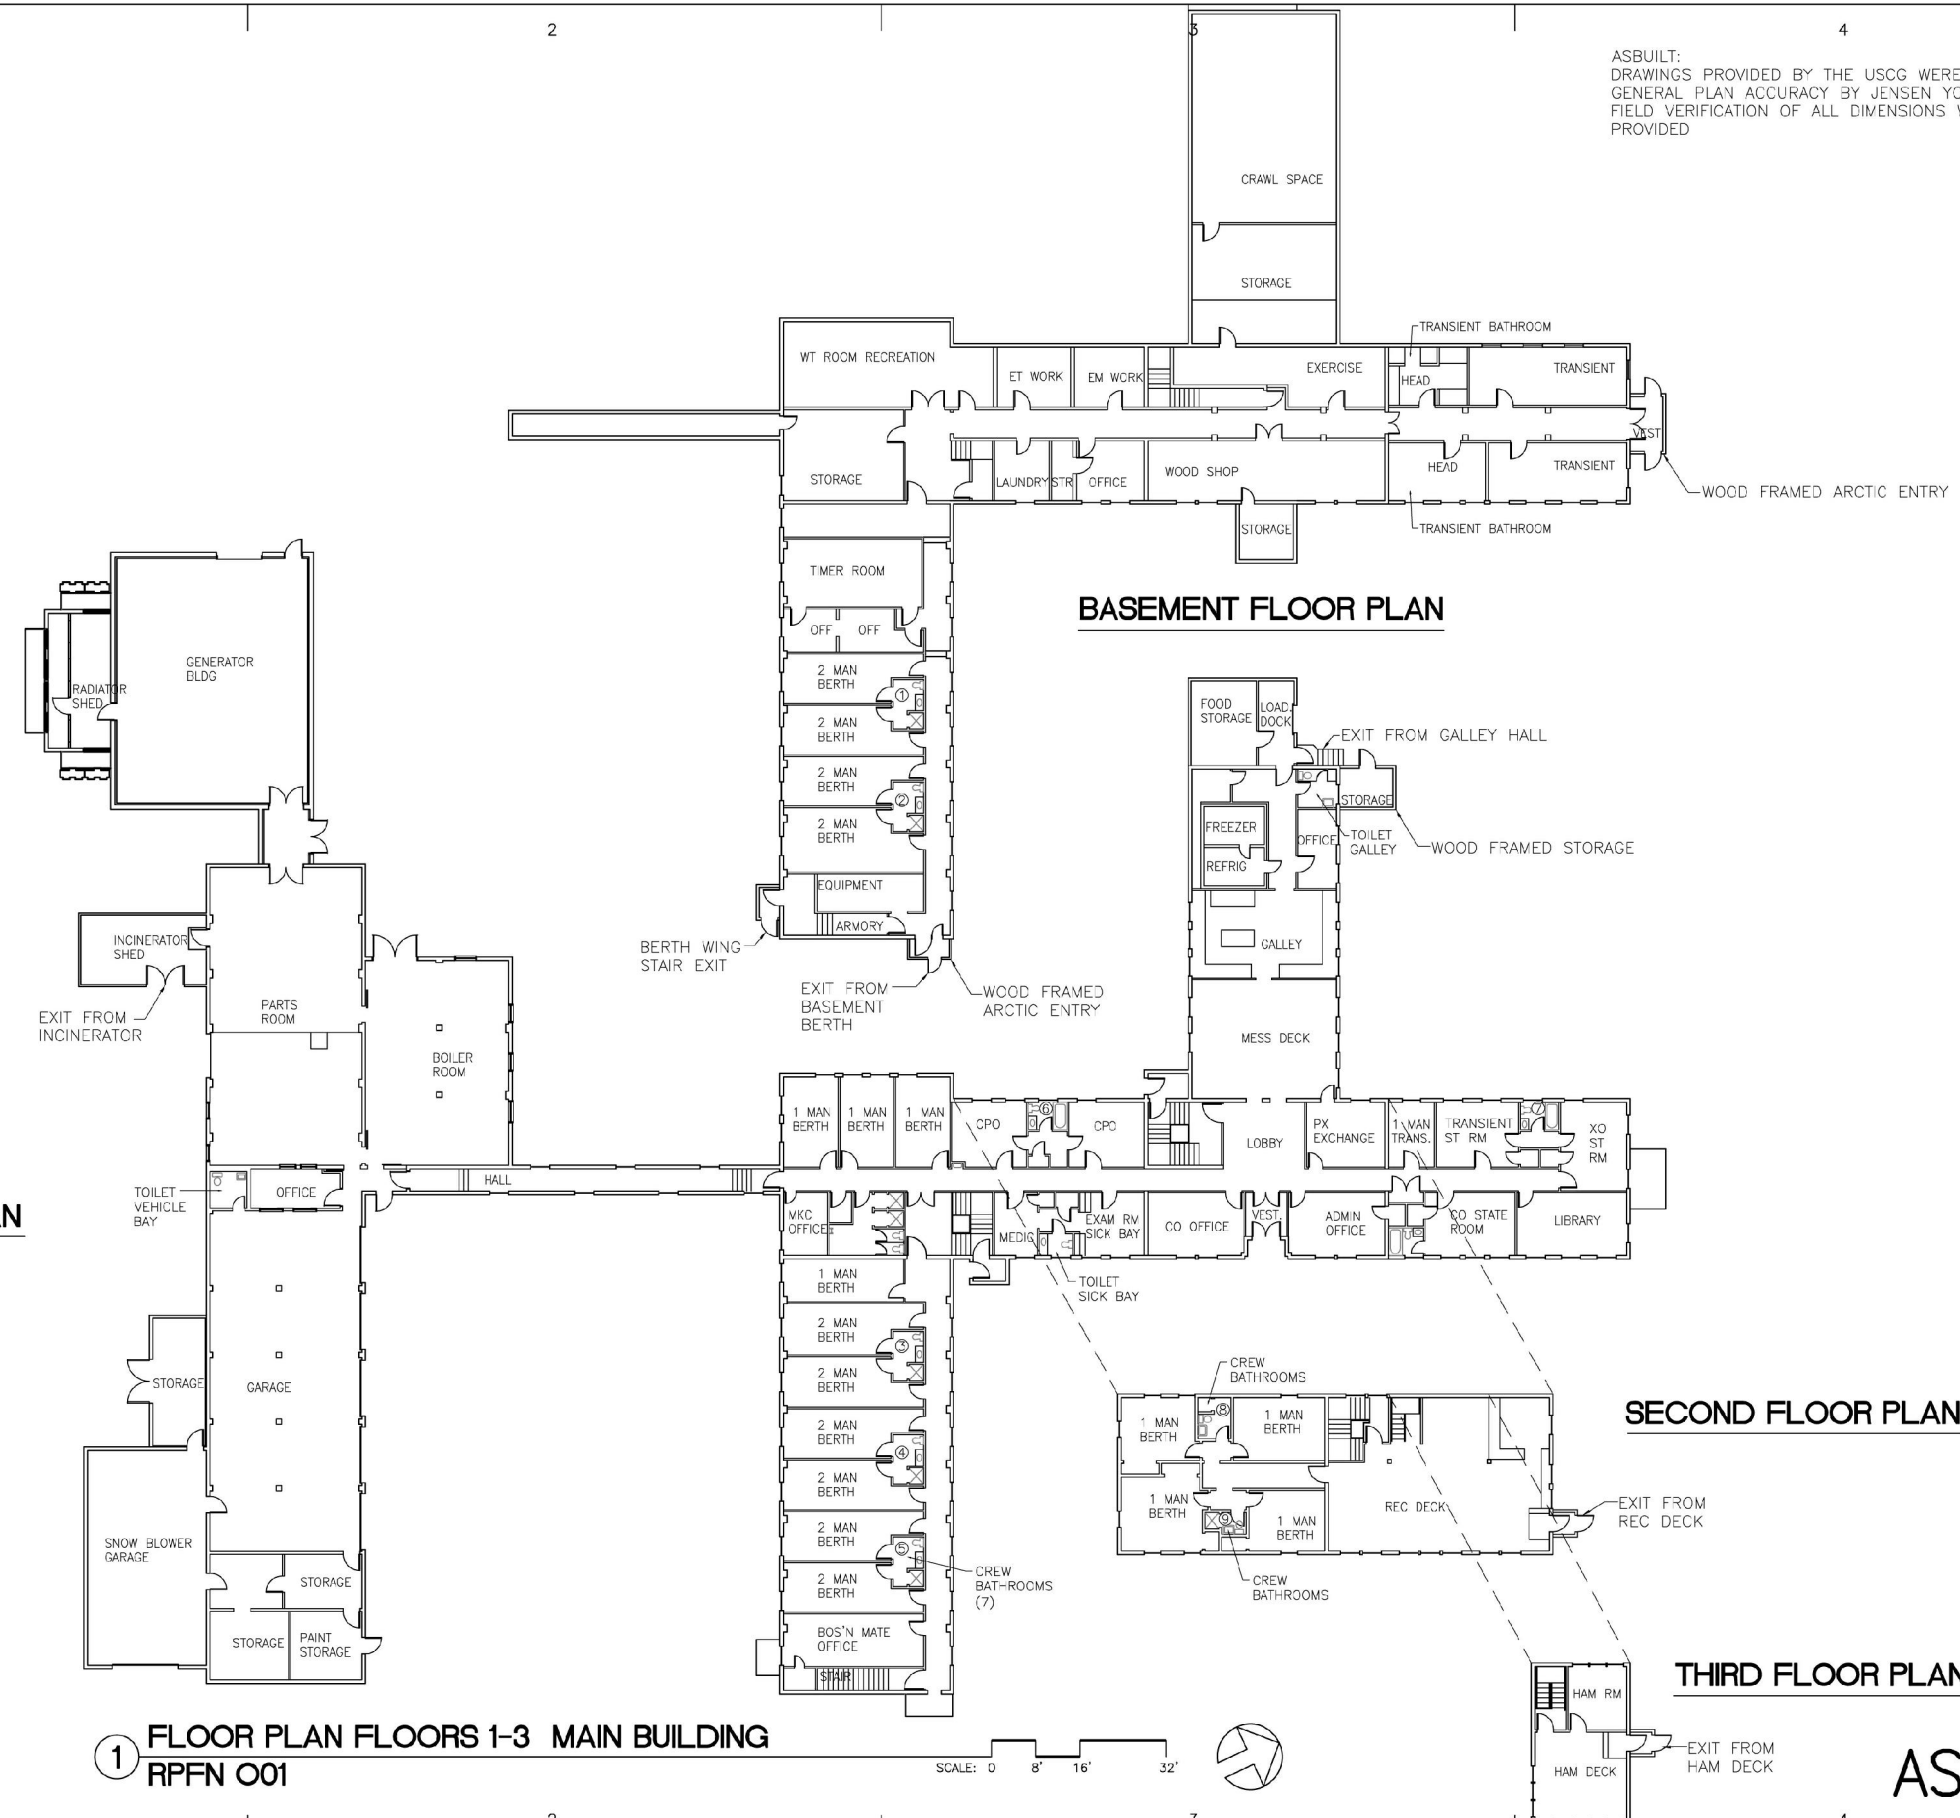 2
3
4
ASBUILT:
DRAWINGS PROVIDED BY THE USCG WERE
GENERAL PLAN ACCURACY BY JENSEN YO
FIELD VERIFICATION OF ALL DIMENSIONS
PROVIDED
CRAWL SPACE
STORAGE
TRANSIENT BATHROOM
WT ROOM RECREATION
ET WORK
EM WORK
EXERCISE
HEAD
TRANSIENT
VEST
STORAGE
LAUNDRY
STR
OFFICE
WOOD SHOP
HEAD
TRANSIENT
WOOD FRAMED ARCTIC ENTRY
STORAGE
TRANSIENT BATHROOM
TIMER ROOM
BASEMENT FLOOR PLAN
OFF
OFF
2 MAN
BERTH
1
2 MAN
BERTH
2 MAN
BERTH
2
2 MAN
BERTH
EQUIPMENT
ARMORY
BERTH WING
STAIR EXIT
EXIT FROM
BASEMENT
BERTH
WOOD FRAMED
ARCTIC ENTRY
GENERATOR
BLDG
RADIATOR
SHED
INCINERATOR
SHED
EXIT FROM
INCINERATOR
PARTS
ROOM
BOILER
ROOM
FOOD
STORAGE
LOAD.
DOCK
EXIT FROM GALLEY HALL
STORAGE
FREEZER
OFFICE
TOILET
GALLEY
WOOD FRAMED STORAGE
REFRIG
GALLEY
MESS DECK
1 MAN
BERTH
1 MAN
BERTH
1 MAN
BERTH
CPO
6
CPO
LOBBY
PX
EXCHANGE
1 MAN
TRANS.
TRANSIENT
ST RM
7
XO
ST
RM
TOILET
VEHICLE
BAY
OFFICE
HALL
N
MKC
OFFICE
MEDIC
EXAM RM
SICK BAY
CO OFFICE
VEST.
ADMIN
OFFICE
CO STATE
ROOM
LIBRARY
TOILET
SICK BAY
1 MAN
BERTH
2 MAN
BERTH
3
2 MAN
BERTH
2 MAN
BERTH
4
2 MAN
BERTH
2 MAN
BERTH
5
2 MAN
BERTH
CREW
BATHROOMS
(7)
BOS'N MATE
OFFICE
STAIR
STORAGE
GARAGE
SNOW BLOWER
GARAGE
STORAGE
STORAGE
PAINT
STORAGE
CREW
BATHROOMS
1 MAN
BERTH
8
1 MAN
BERTH
1 MAN
BERTH
9
1 MAN
BERTH
REC DECK
EXIT FROM
REC DECK
CREW
BATHROOMS
SECOND FLOOR PLAN
THIRD FLOOR PLAN
HAM RM
HAM DECK
EXIT FROM
HAM DECK
1
FLOOR PLAN FLOORS 1-3 MAIN BUILDING
RPFN 001
SCALE: 0 8' 16' 32'
AS